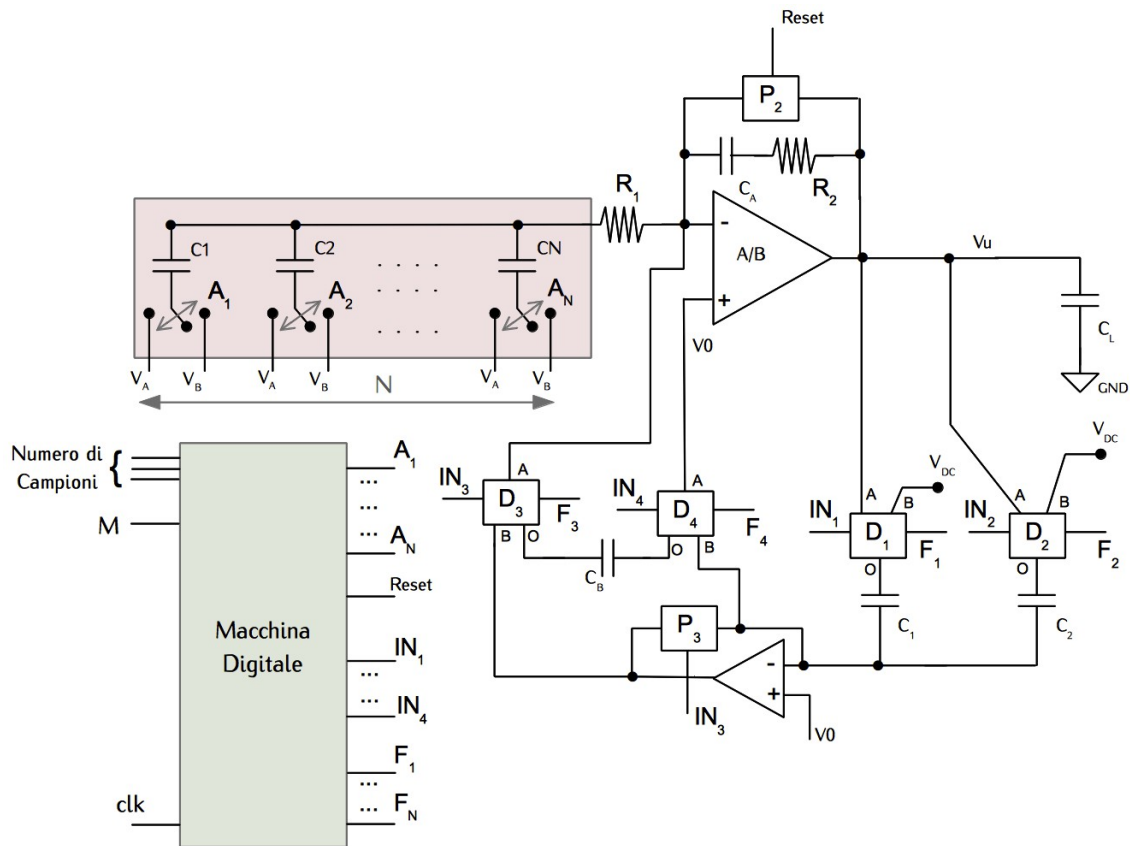 Reset
P2
CA
R2
R1
C1
C2
CN
A1
A2
AN
. . . .
. . . .
. . . .
VA
VB
VA
VB
VA
VB
N
-
A/B
+
V0
Vu
CL
GND
Numero di
Campioni
{
M
clk
Macchina
Digitale
A1
...
...
AN
Reset
IN1
...
...
IN4
F1
...
...
FN
IN3
A
D3
F3
B
O
CB
IN4
A
D4
F4
O
B
VDC
IN1
A
B
D1
F1
O
C1
VDC
IN2
A
B
D2
F2
O
C2
P3
IN3
-
+
V0